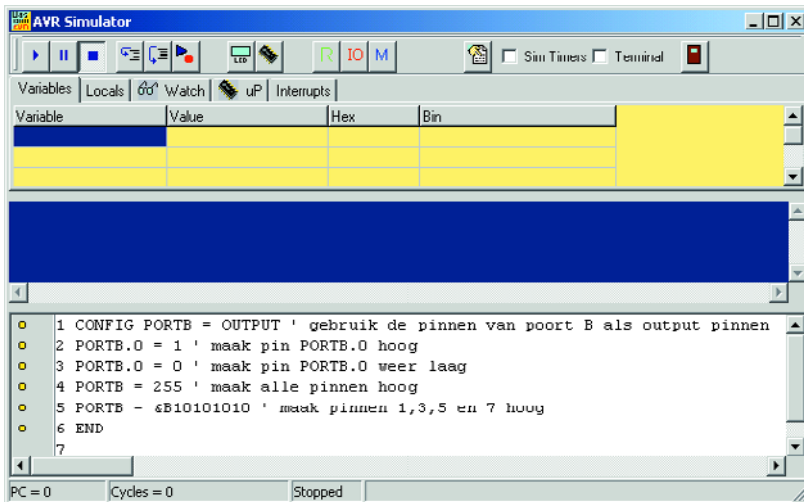 AVR Simulator
LCD R IO M Sim Timers Terminal
Variables Locals Watch uP Interrupts
Variable Value Hex Bin
1 CONFIG PORTB = OUTPUT ' gebruik de pinnen van poort B als output pinnen
2 PORTB.0 = 1 ' maak pin PORTB.0 hoog
3 PORTB.0 = 0 ' maak pin PORTB.0 weer laag
4 PORTB = 255 ' maak alle pinnen hoog
5 PORTB = &B10101010 ' maak pinnen 1,3,5 en 7 hoog
6 END
7
PC = 0 Cycles = 0 Stopped